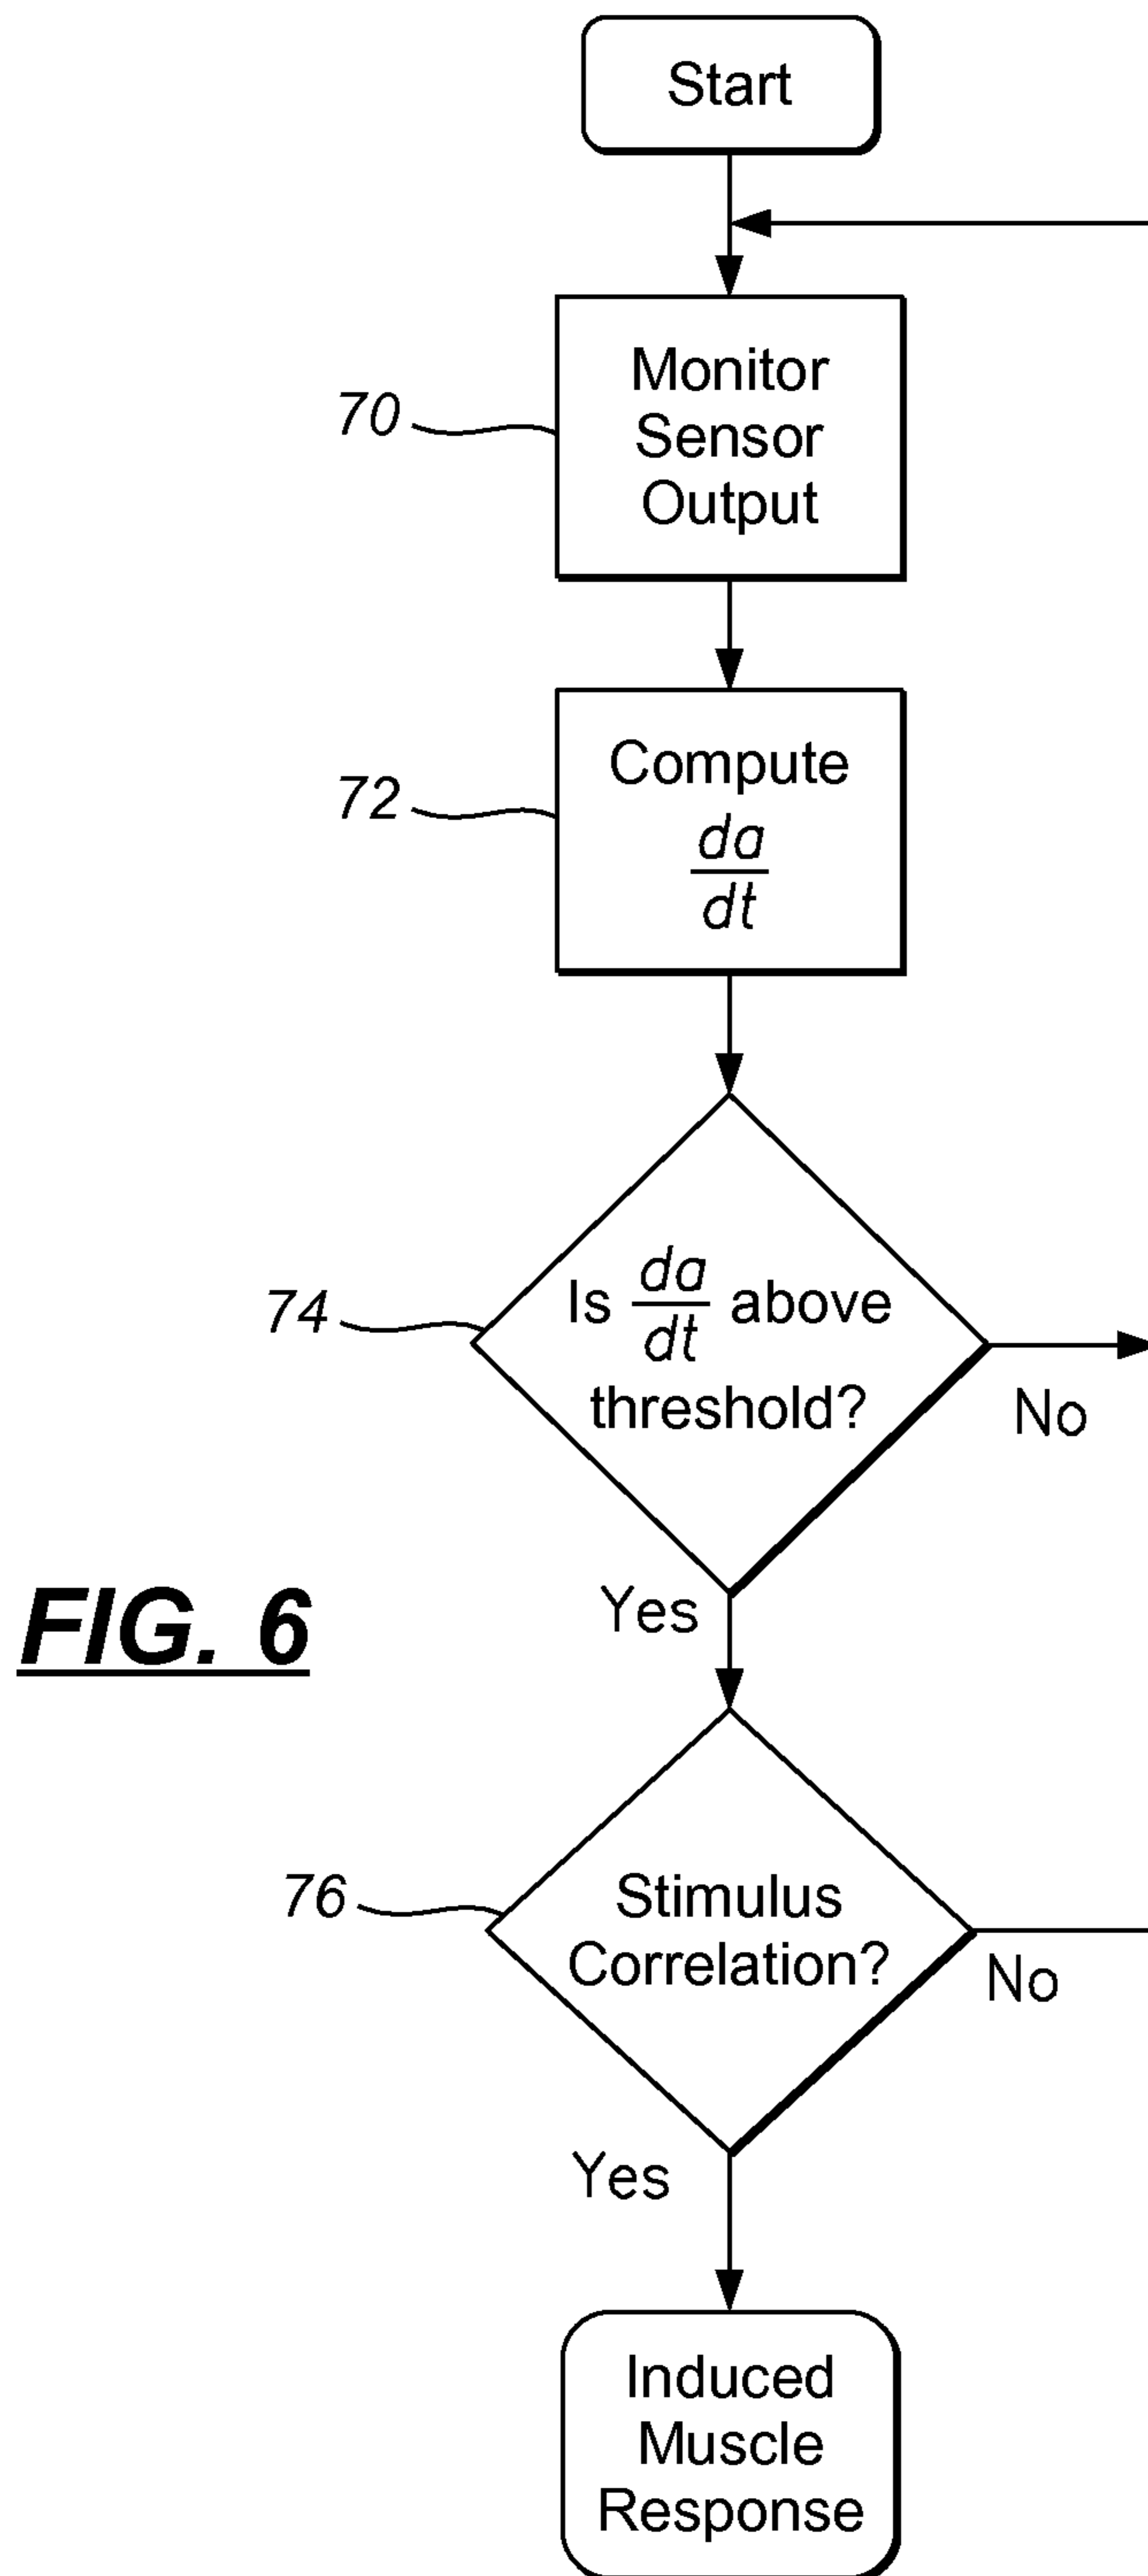 Start
Monitor
Sensor
Output
70
Compute
da
dt
72
Is da/dt above
threshold?
74
No
Yes
FIG. 6
Stimulus
Correlation?
76
No
Yes
Induced
Muscle
Response